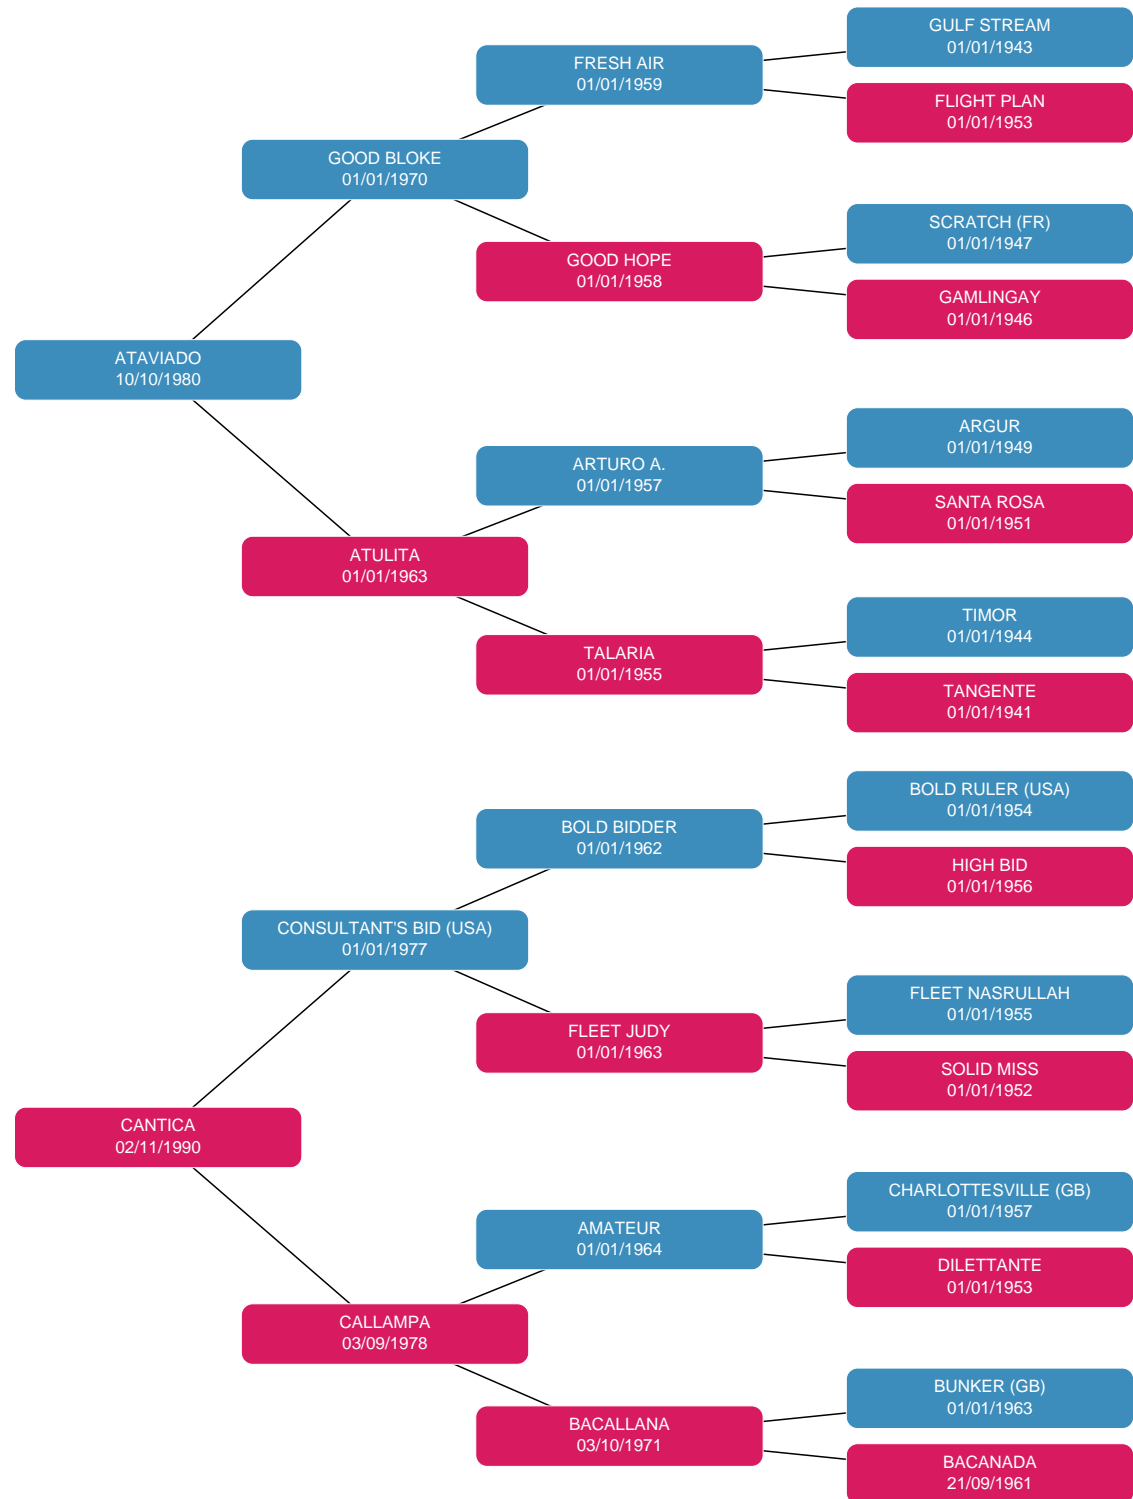 GULF STREAM
01/01/1943
FRESH AIR
01/01/1959
FLIGHT PLAN
01/01/1953
GOOD BLOKE
01/01/1970
SCRATCH (FR)
01/01/1947
GOOD HOPE
01/01/1958
GAMLINGAY
01/01/1946
ATAVIADO
10/10/1980
ARGUR
01/01/1949
ARTURO A.
01/01/1957
SANTA ROSA
01/01/1951
ATULITA
01/01/1963
TIMOR
01/01/1944
TALARIA
01/01/1955
TANGENTE
01/01/1941
BOLD RULER (USA)
01/01/1954
BOLD BIDDER
01/01/1962
HIGH BID
01/01/1956
CONSULTANT'S BID (USA)
01/01/1977
FLEET NASRULLAH
01/01/1955
FLEET JUDY
01/01/1963
SOLID MISS
01/01/1952
CANTICA
02/11/1990
CHARLOTTESVILLE (GB)
01/01/1957
AMATEUR
01/01/1964
DILETTANTE
01/01/1953
CALLAMPA
03/09/1978
BUNKER (GB)
01/01/1963
BACALLANA
03/10/1971
BACANADA
21/09/1961